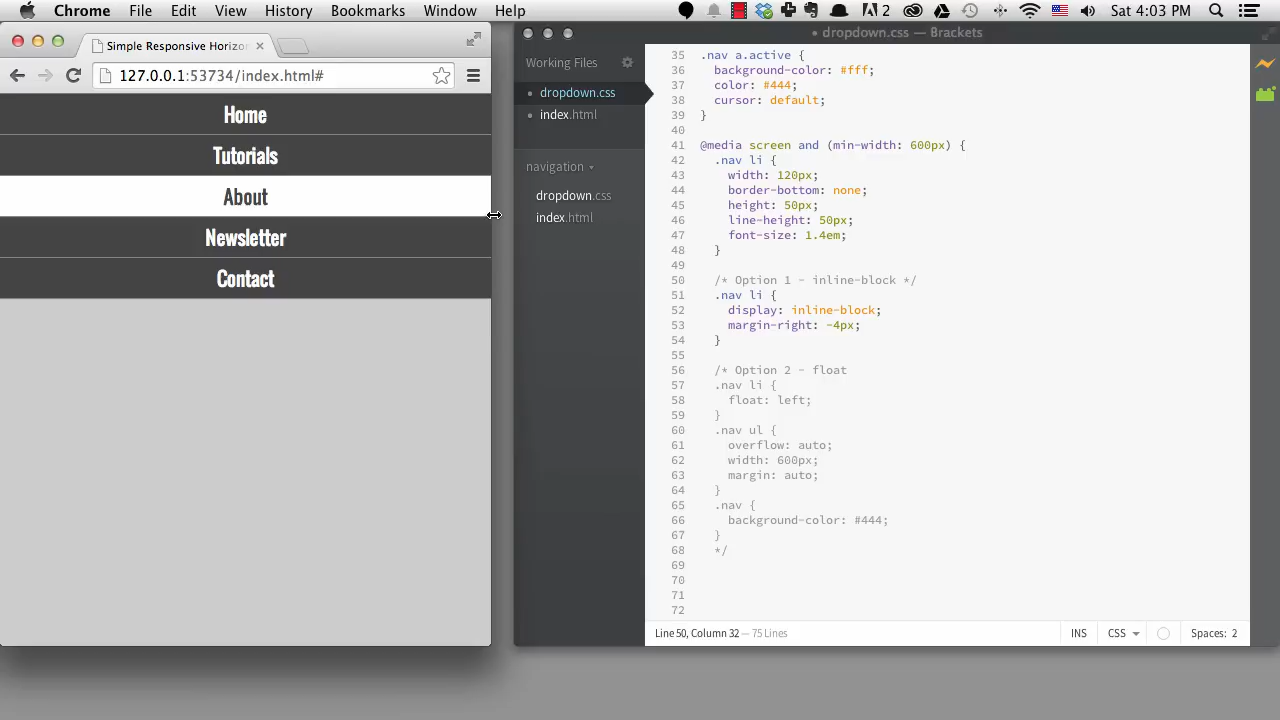 Chrome File Edit View History Bookmarks Window Help 2 Sat 4:03 PM
Simple Responsive Horizon
127.0.0.1:53734/index.html#
Home
Tutorials
About
Newsletter
Contact
• dropdown.css — Brackets
Working Files
• dropdown.css
• index.html
navigation
dropdown.css
index.html
35 .nav a.active {
36 background-color: #fff;
37 color: #444;
38 cursor: default;
39 }
40
41 @media screen and (min-width: 600px) {
42 .nav li {
43 width: 120px;
44 border-bottom: none;
45 height: 50px;
46 line-height: 50px;
47 font-size: 1.4em;
48 }
49
50 /* Option 1 - inline-block */
51 .nav li {
52 display: inline-block;
53 margin-right: -4px;
54 }
55
56 /* Option 2 - float
57 .nav li {
58 float: left;
59 }
60 .nav ul {
61 overflow: auto;
62 width: 600px;
63 margin: auto;
64 }
65 .nav {
66 background-color: #444;
67 }
68 */
69
70
71
72
Line 50, Column 32 — 75 Lines INS CSS Spaces: 2